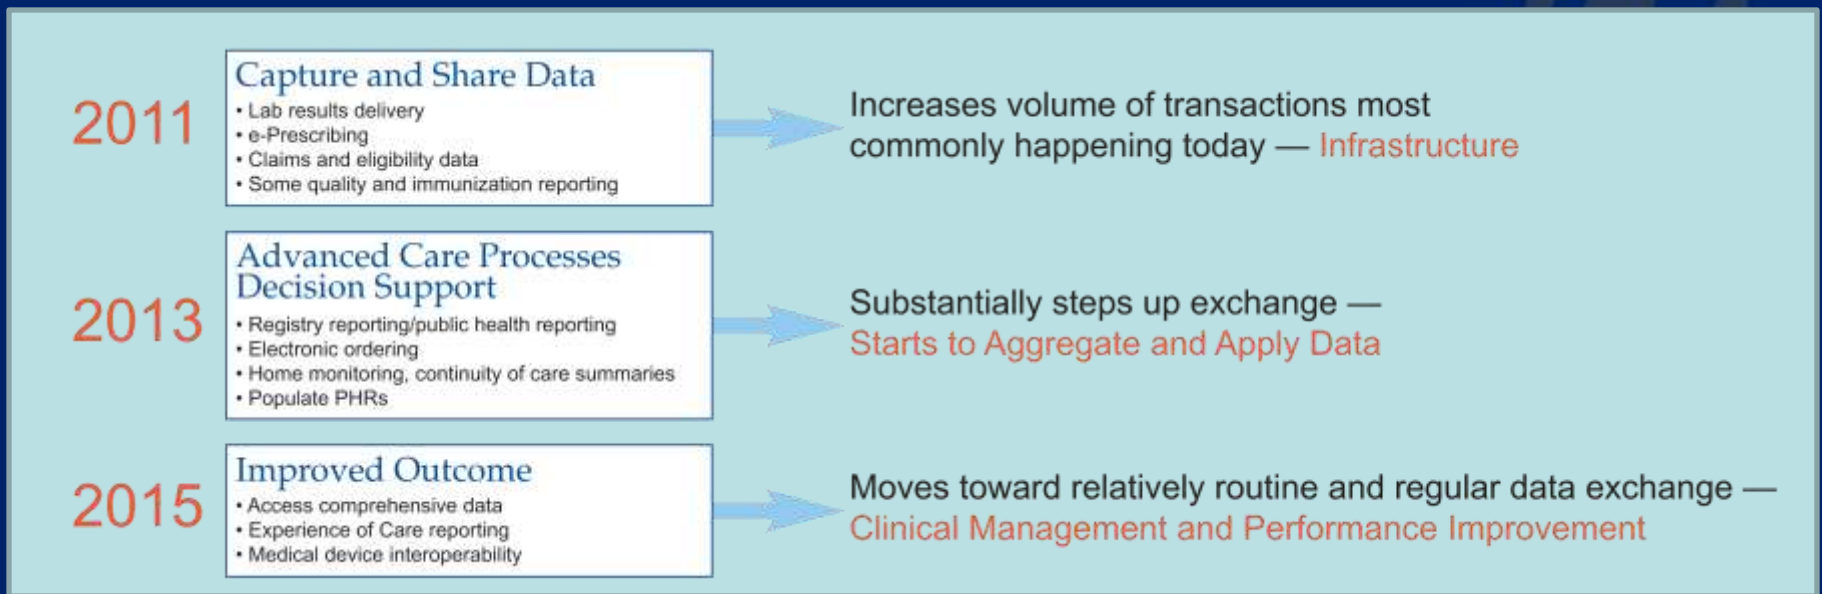 2011
Capture and Share Data
• Lab results delivery
• e-Prescribing
• Claims and eligibility data
• Some quality and immunization reporting
Increases volume of transactions most
commonly happening today — Infrastructure
2013
Advanced Care Processes
Decision Support
• Registry reporting/public health reporting
• Electronic ordering
• Home monitoring, continuity of care summaries
• Populate PHRs
Substantially steps up exchange —
Starts to Aggregate and Apply Data
2015
Improved Outcome
• Access comprehensive data
• Experience of Care reporting
• Medical device interoperability
Moves toward relatively routine and regular data exchange —
Clinical Management and Performance Improvement